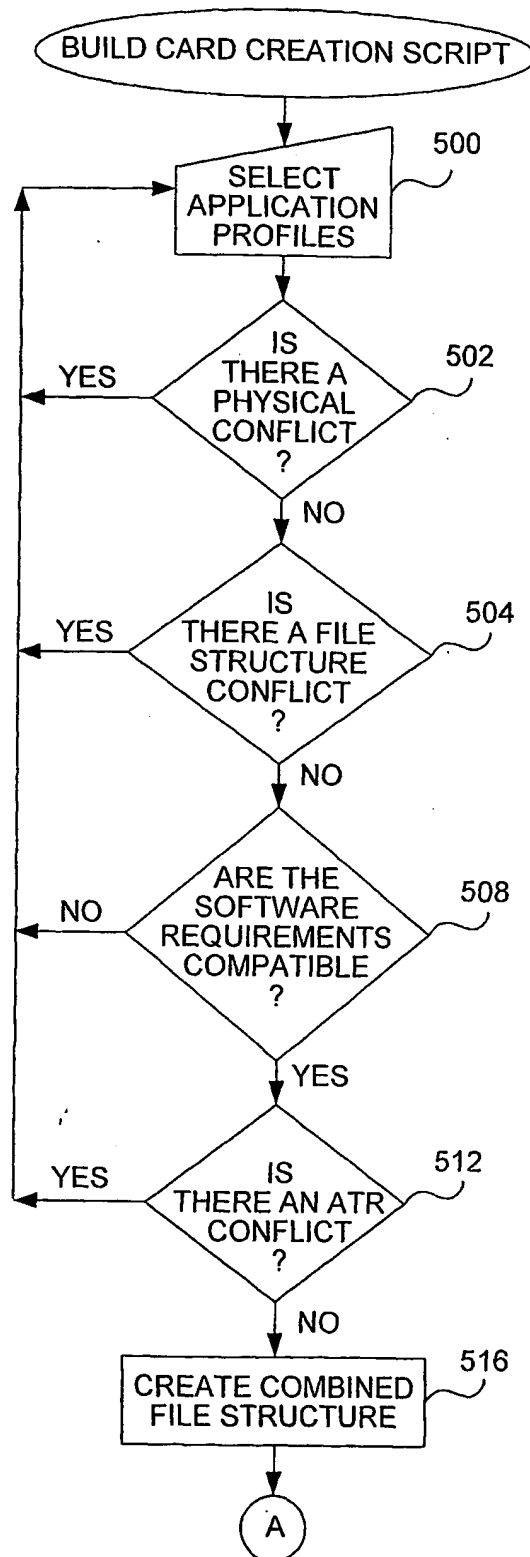 BUILD CARD CREATION SCRIPT
500
SELECT
APPLICATION
PROFILES
IS
THERE A
PHYSICAL
CONFLICT
?
YES
502
NO
IS
THERE A FILE
STRUCTURE
CONFLICT
?
YES
504
NO
ARE THE
SOFTWARE
REQUIREMENTS
COMPATIBLE
?
NO
508
YES
IS
THERE AN ATR
CONFLICT
?
YES
512
NO
CREATE COMBINED
FILE STRUCTURE
516
A